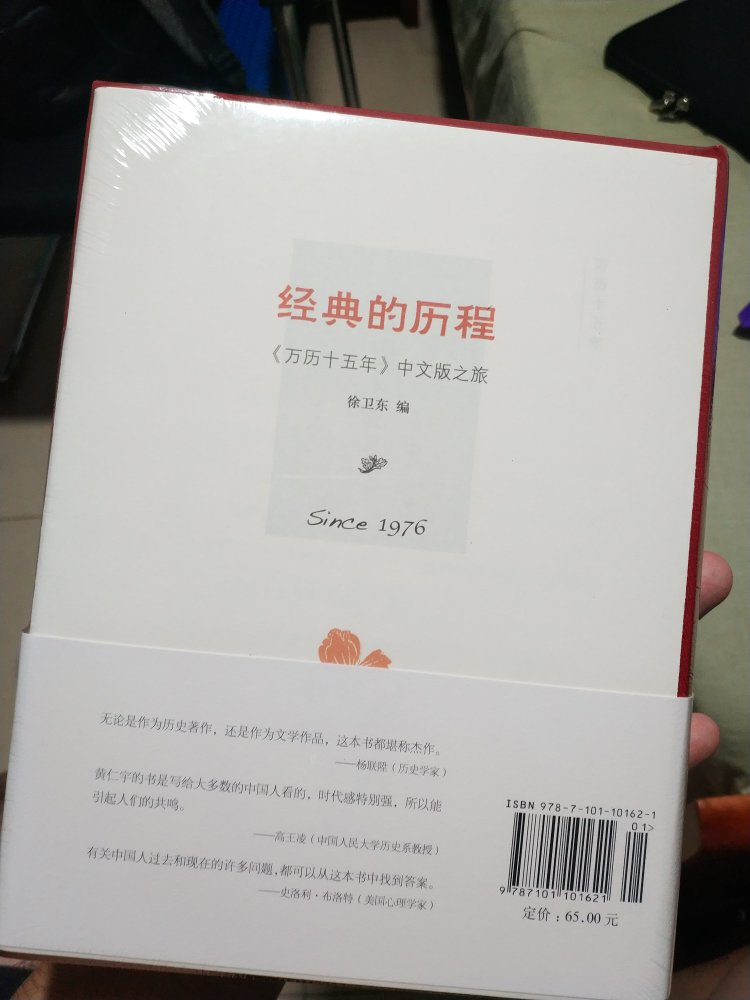 经典的历程
《万历十五年》中文版之旅
徐卫东 编
Since 1976
无论是作为历史著作，还是作为文学作品，这本书都堪称杰作。
——杨联陞（历史学家）
黄仁宇的书是写给大多数的中国人看的，时代感特别强，所以能
引起人们的共鸣。
——高王凌（中国人民大学历史系教授）
有关中国人过去和现在的许多问题，都可以从这本书中找到答案。
——史洛利·布洛特（美国心理学家）
ISBN 978-7-101-10162-1
01>
9 787101 101621
定价：65.00 元